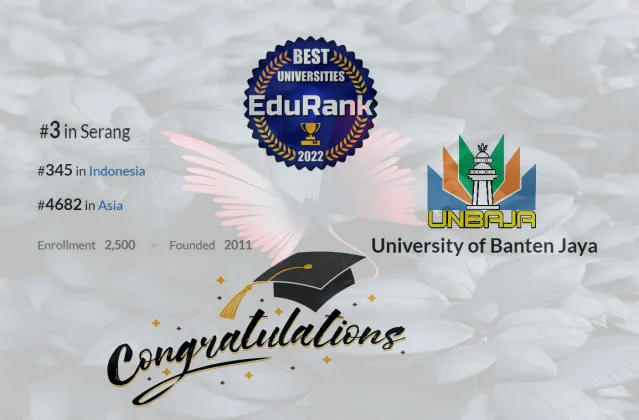 BEST
UNIVERSITIES
EduRank
2022
#3 in Serang
#345 in Indonesia
#4682 in Asia
Enrollment 2,500 Founded 2011
UNBAJA
University of Banten Jaya
Congratulations